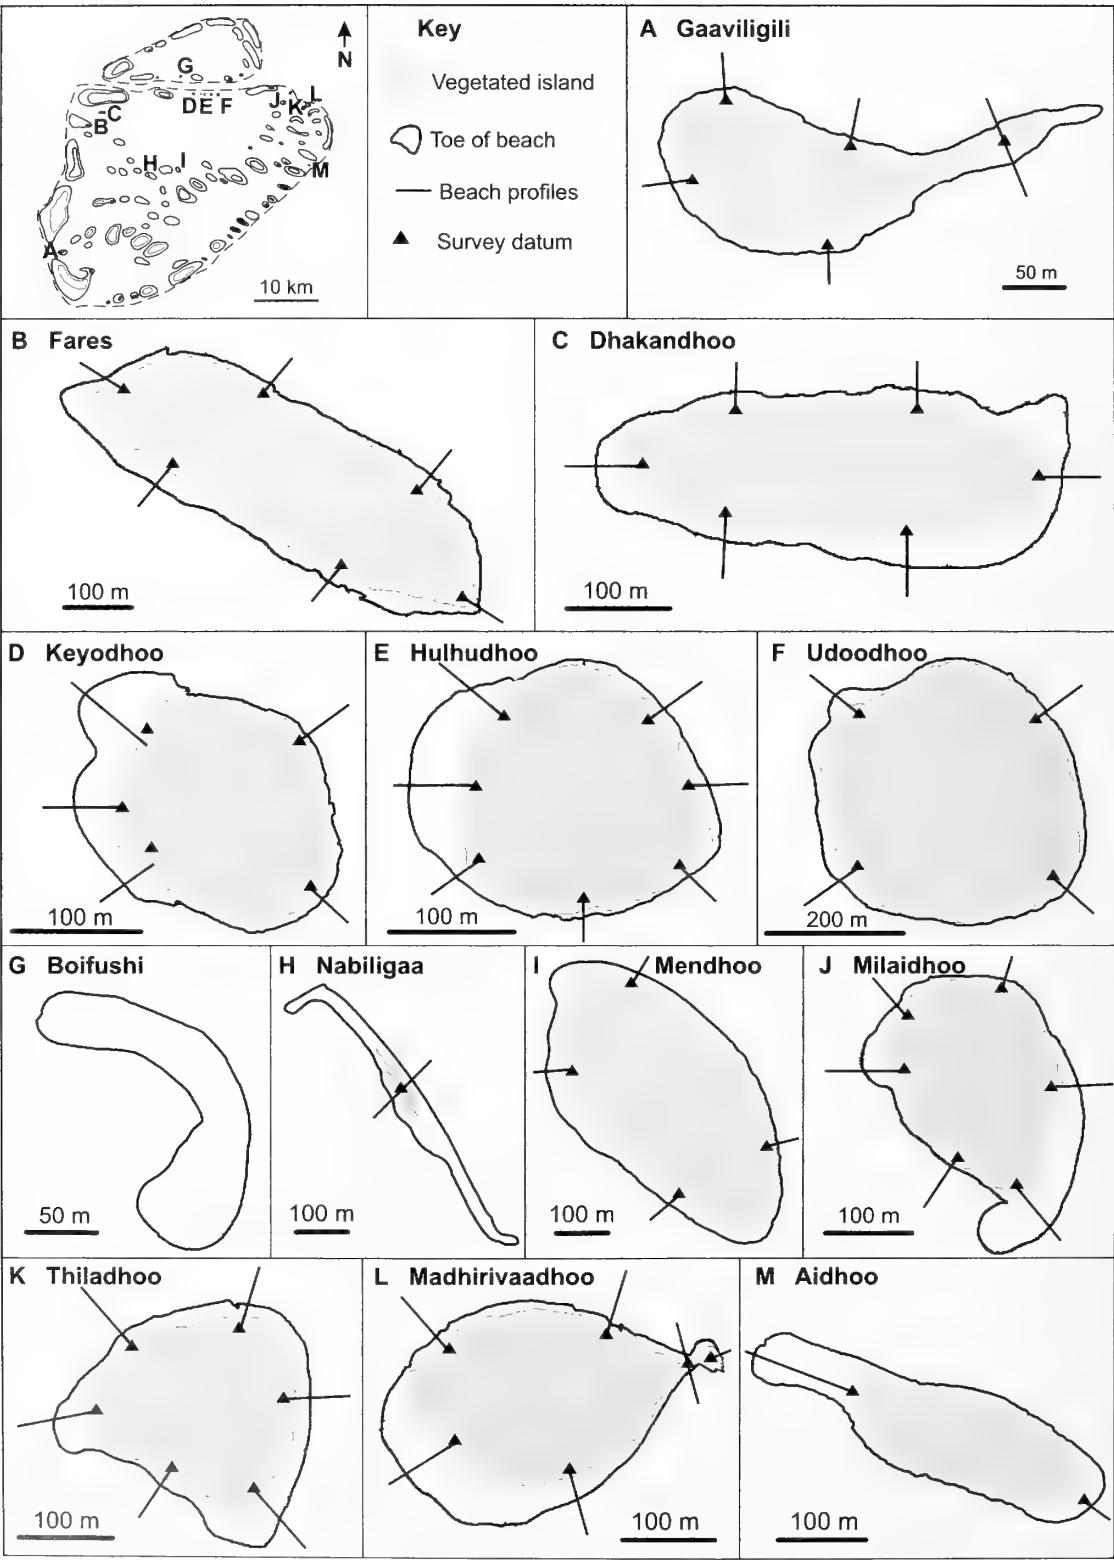 G
N
DE F
J
L
K
C
B
H I
M
A
10 km
Key
Vegetated island
Toe of beach
Beach profiles
Survey datum
A Gaaviligili
50 m
B Fares
100 m
C Dhakandhoo
100 m
D Keyodhoo
100 m
E Hulhudhoo
100 m
F Udoodhoo
200 m
G Boifushi
50 m
H Nabiligaa
100 m
I Mendhoo
100 m
J Milaidhoo
100 m
K Thiladhoo
100 m
L Madhirivaadhoo
100 m
M Aidhoo
100 m